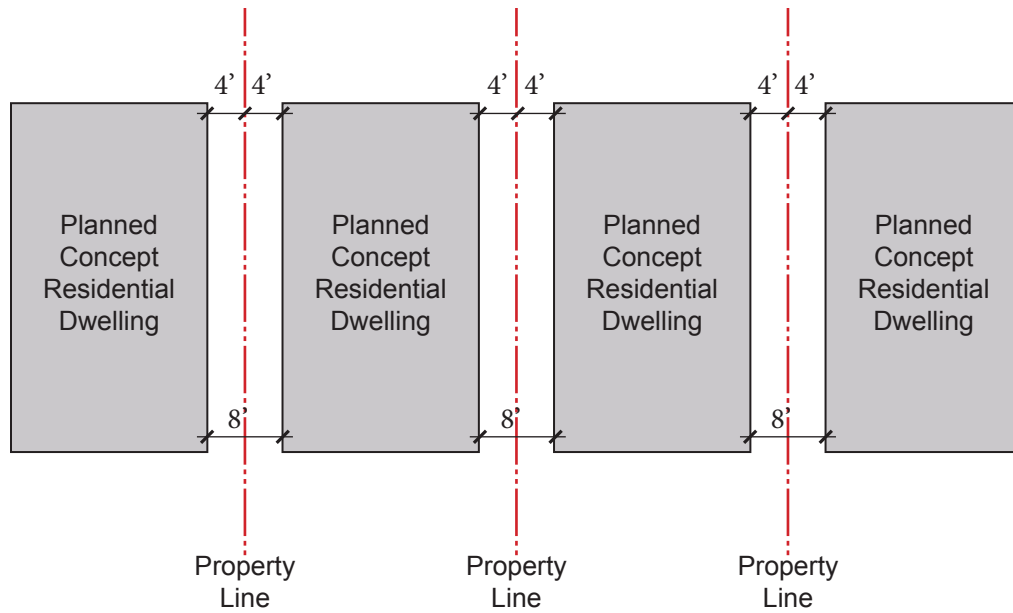 4’ 4’
4’ 4’
4’ 4’
Planned
Concept
Residential
Dwelling
Planned
Concept
Residential
Dwelling
Planned
Concept
Residential
Dwelling
Planned
Concept
Residential
Dwelling
8’
8’
8’
Property
Line
Property
Line
Property
Line